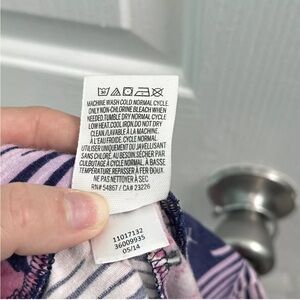 MACHINE WASH COLD NORMAL CYCLE.
ONLY NON-CHLORINE BLEACH WHEN
NEEDED.TUMBLE DRY NORMAL CYCLE
LOW HEAT.COOL IRON.DO NOT DRY
CLEAN./LAVABLE À LA MACHINE,
À L'EAU FROIDE, CYCLE NORMAL.
UTILISER UNIQUEMENT DU JAVELLISANT
SANS CHLORE, AU BESOIN.SÉCHER PAR
CULBUTAGE À CYCLE NORMAL, À BASSE
TEMPÉRATURE.REPASSER À FER DOUX.
NE PAS NETTOYER À SEC
RN# 54867 / CA# 23226
11017132
36009935
05/14